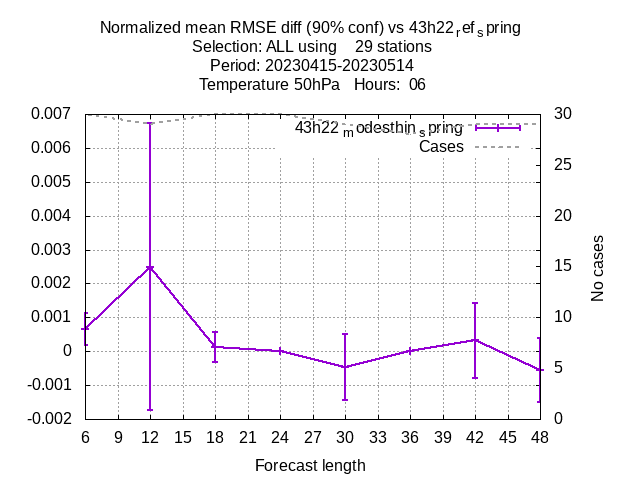 Normalized mean RMSE diff (90% conf) vs 43h22refspring
Selection: ALL using 29 stations
Period: 20230415-20230514
Temperature 50hPa Hours: 06
43h22modesthinspring
Cases
0.007
0.006
0.005
0.004
0.003
0.002
0.001
0
-0.001
-0.002
30
25
20
15
10
5
0
No cases
6 9 12 15 18 21 24 27 30 33 36 39 42 45 48
Forecast length